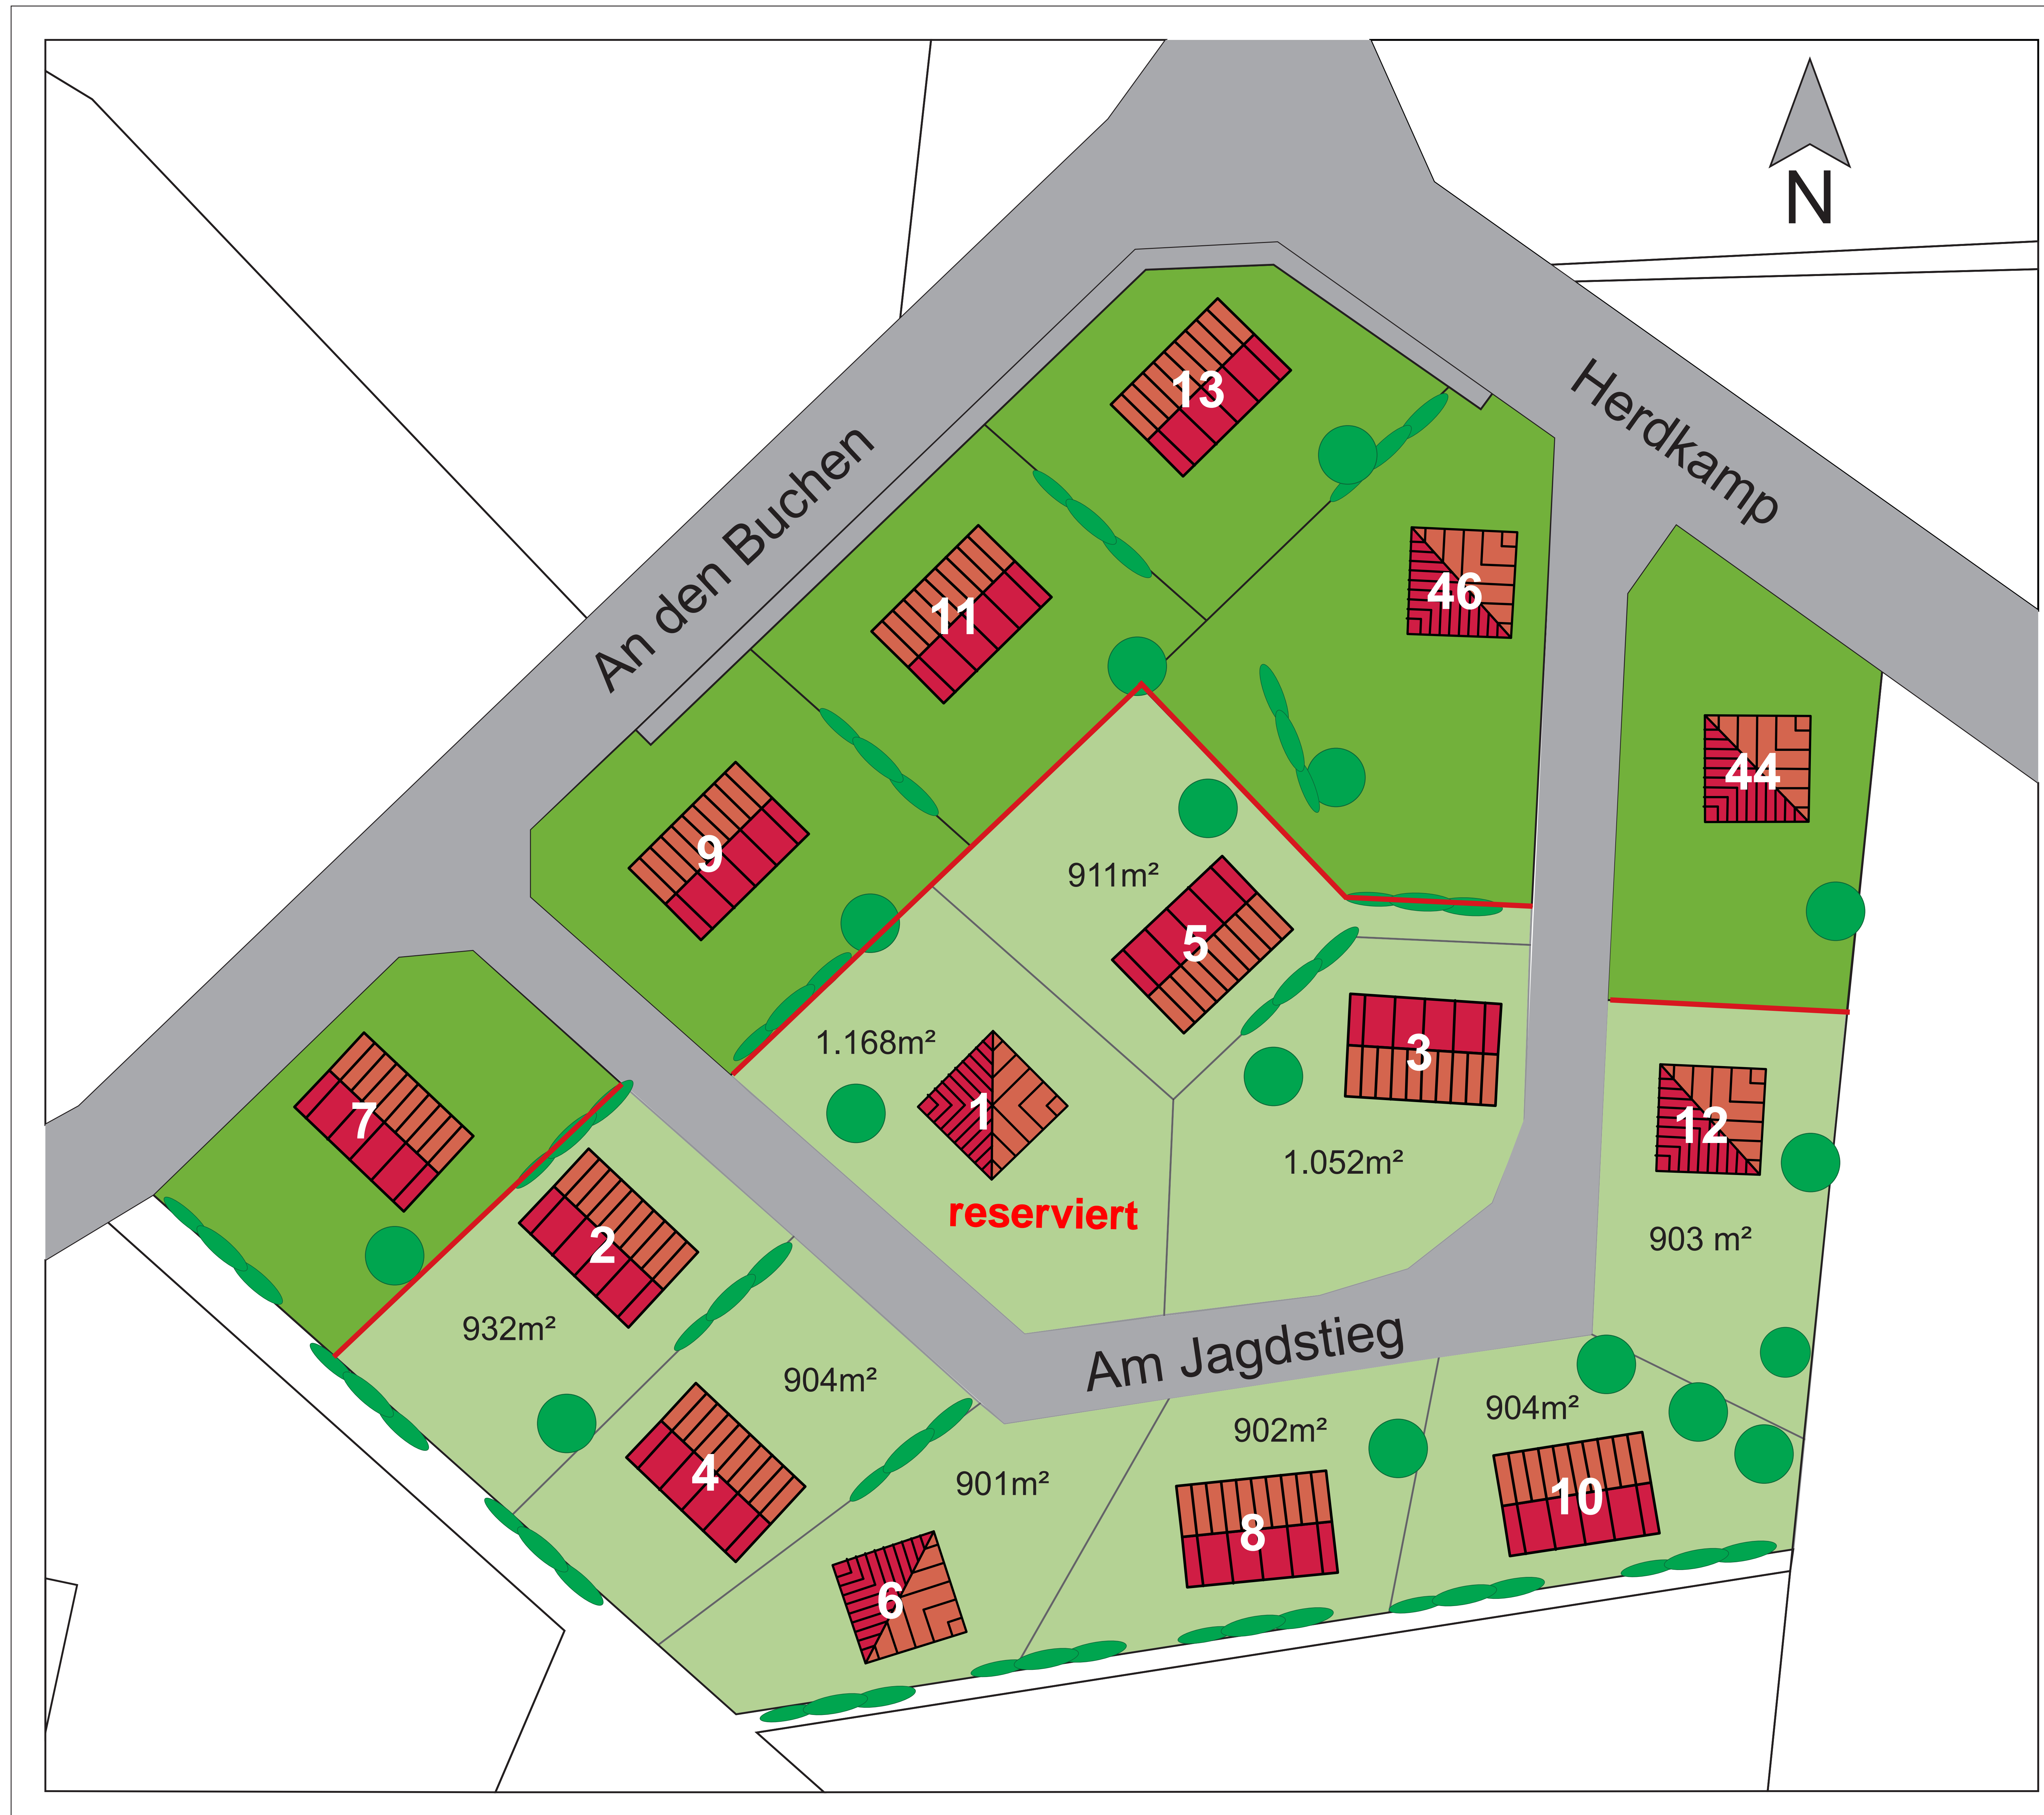 N
Herdkamp
An den Buchen
13
11
46
44
9
911m²
5
1.168m²
3
1
7
12
2
1.052m²
reserviert
903 m²
932m²
Am Jagdstieg
904m²
904m²
902m²
4
901m²
10
8
6